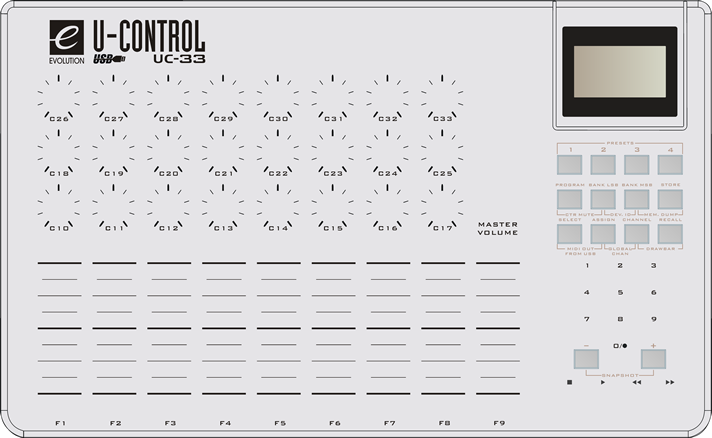 e U-CONTROL
EVOLUTION USB UC-33
C26 C27 C28 C29 C30 C31 C32 C33
C18 C19 C20 C21 C22 C23 C24 C25
C10 C11 C12 C13 C14 C15 C16 C17
MASTER
VOLUME
F1 F2 F3 F4 F5 F6 F7 F8 F9
PRESETS
1 2 3 4
PROGRAM BANK LSB BANK MSB STORE
CTR MUTE DEV. ID MEM. DUMP
SELECT ASSIGN CHANNEL RECALL
MIDI OUT GLOBAL DRAWBAR
FROM USB CHAN
1 2 3
4 5 6
7 8 9
− 0/● +
SNAPSHOT